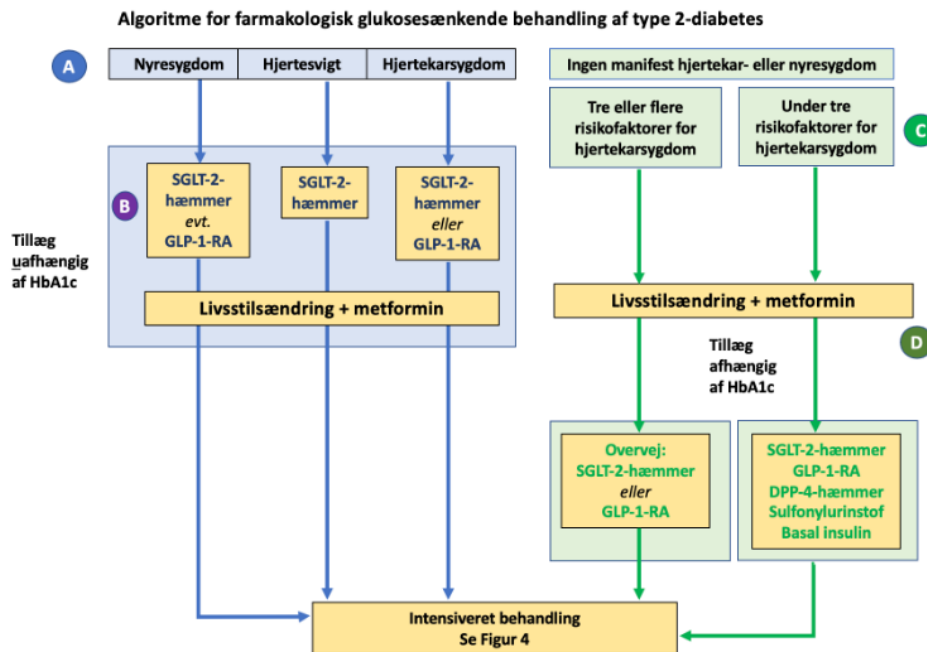 Algoritme for farmakologisk glukosesænkende behandling af type 2-diabetes
A
Nyresygdom
Hjertesvigt
Hjertekarsygdom
B
SGLT-2-
hæmmer
evt.
GLP-1-RA
SGLT-2-
hæmmer
SGLT-2-
hæmmer
eller
GLP-1-RA
Tillæg
uafhængig
af HbA1c
Livsstilsændring + metformin
Ingen manifest hjertekar- eller nyresygdom
Tre eller flere
risikofaktorer for
hjertekarsygdom
Under tre
risikofaktorer for
hjertekarsygdom
C
Livsstilsændring + metformin
D
Tillæg
afhængig
af HbA1c
Overvej:
SGLT-2-hæmmer
eller
GLP-1-RA
SGLT-2-hæmmer
GLP-1-RA
DPP-4-hæmmer
Sulfonylurinstof
Basal insulin
Intensiveret behandling
Se Figur 4